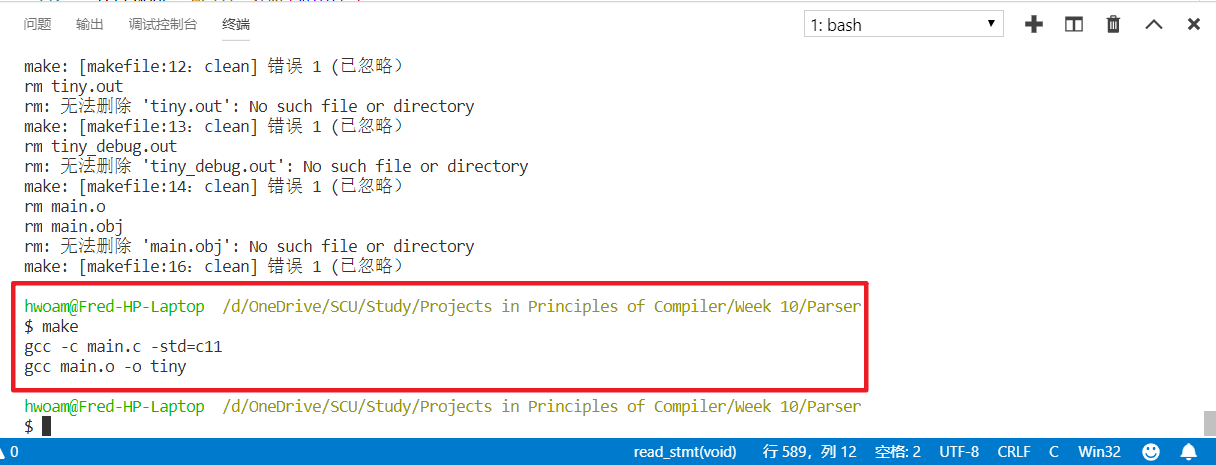 问题 输出 调试控制台 终端 1: bash
make: [makefile:12: clean] 错误 1 (已忽略)
rm tiny.out
rm: 无法删除 'tiny.out': No such file or directory
make: [makefile:13: clean] 错误 1 (已忽略)
rm tiny_debug.out
rm: 无法删除 'tiny_debug.out': No such file or directory
make: [makefile:14: clean] 错误 1 (已忽略)
rm main.o
rm main.obj
rm: 无法删除 'main.obj': No such file or directory
make: [makefile:16: clean] 错误 1 (已忽略)
hwoam@Fred-HP-Laptop /d/OneDrive/SCU/Study/Projects in Principles of Compiler/Week 10/Parser
$ make
gcc -c main.c -std=c11
gcc main.o -o tiny
hwoam@Fred-HP-Laptop /d/OneDrive/SCU/Study/Projects in Principles of Compiler/Week 10/Parser
$
0 read_stmt(void) 行 589，列 12 空格: 2 UTF-8 CRLF C Win32